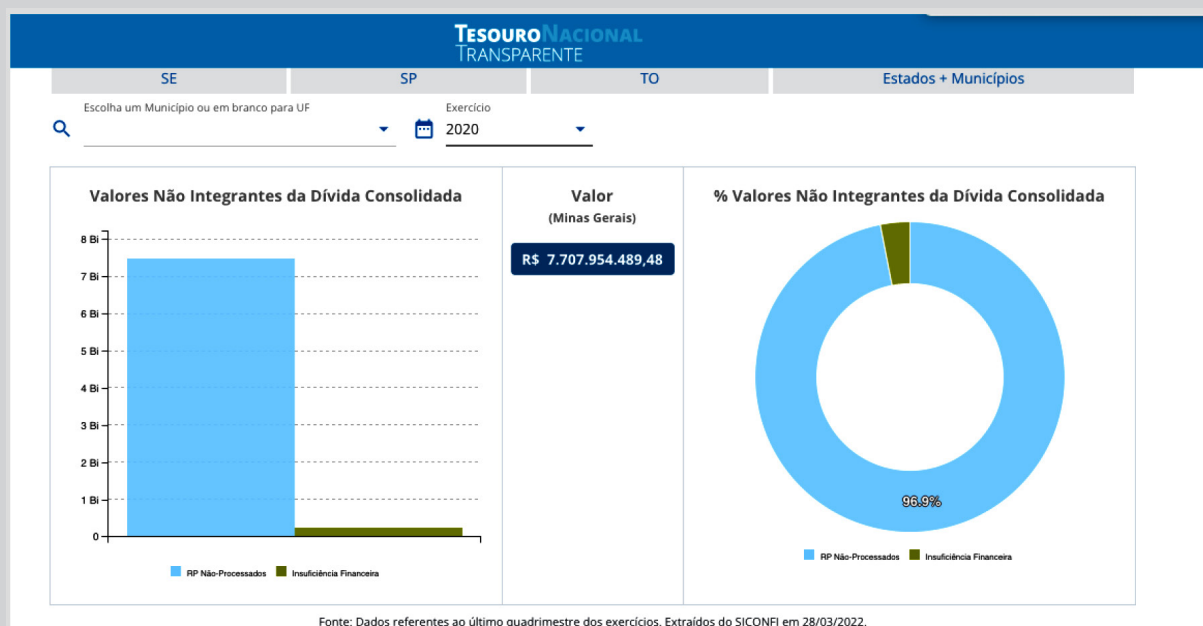 TESOURO NACIONAL
TRANSPARENTE
SE
SP
TO
Estados + Municípios
Escolha um Município ou em branco para UF
Exercício
2020
Valores Não Integrantes da Dívida Consolidada
8 Bi
7 Bi
6 Bi
5 Bi
4 Bi
3 Bi
2 Bi
1 Bi
0
RP Não-Processados
Insuficiência Financeira
Valor
(Minas Gerais)
R$ 7.707.954.489,48
% Valores Não Integrantes da Dívida Consolidada
96.9%
RP Não-Processados
Insuficiência Financeira
Fonte: Dados referentes ao último quadrimestre dos exercícios. Extraídos do SICONFI em 28/03/2022.